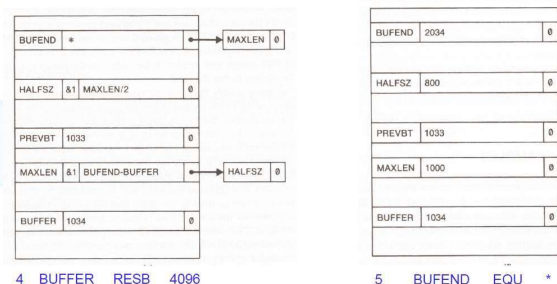 BUFEND * MAXLEN 0
HALFSZ &1 MAXLEN/2 0
PREVBT 1033 0
MAXLEN &1 BUFEND-BUFFER HALFSZ 0
BUFFER 1034 0
4 BUFFER RESB 4096
BUFEND 2034 0
HALFSZ 800 0
PREVBT 1033 0
MAXLEN 1000 0
BUFFER 1034 0
5 BUFEND EQU *